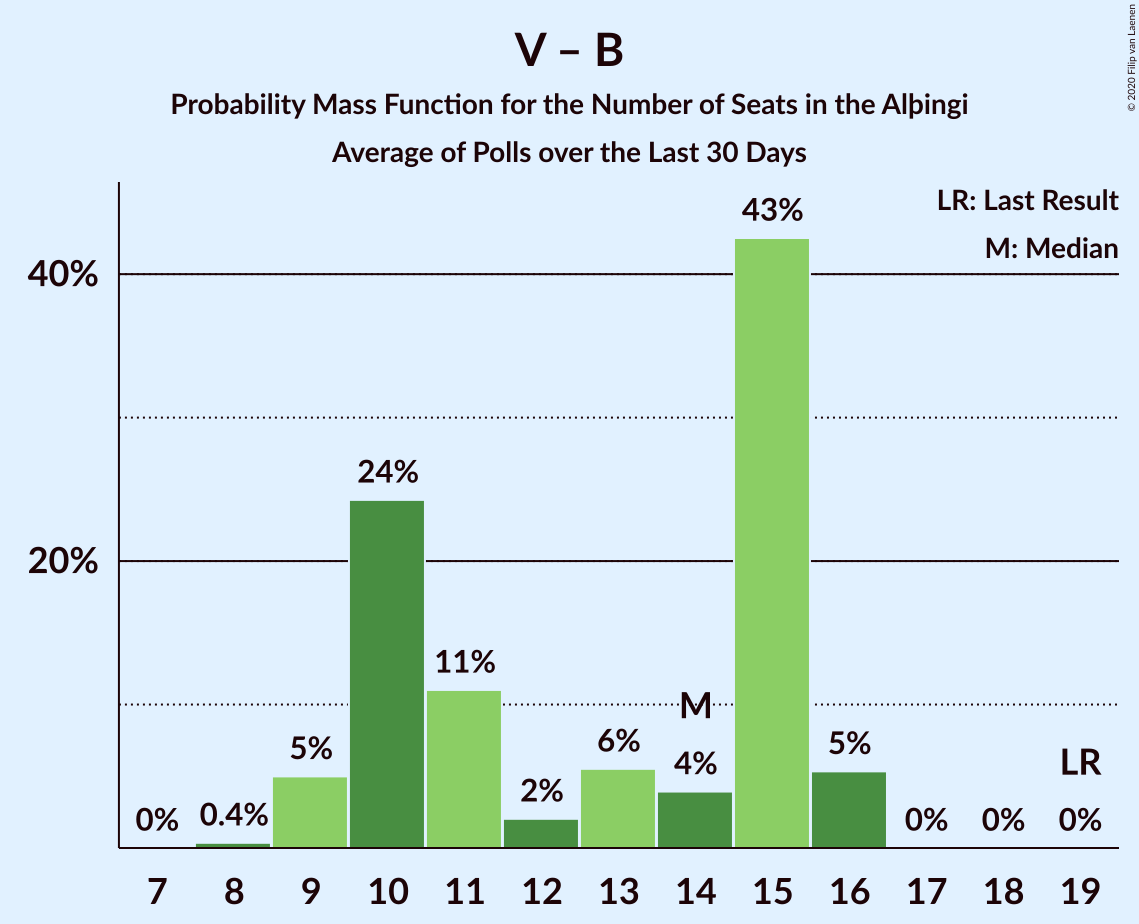 V – B
Probability Mass Function for the Number of Seats in the Alþingi
Average of Polls over the Last 30 Days
© 2020 Filip van Laenen
LR: Last Result
M: Median
43%
40%
24%
20%
11%
M
6%
5%
5%
4%
LR
2%
0%
0.4%
0%
0%
0%
7 8 9 10 11 12 13 14 15 16 17 18 19